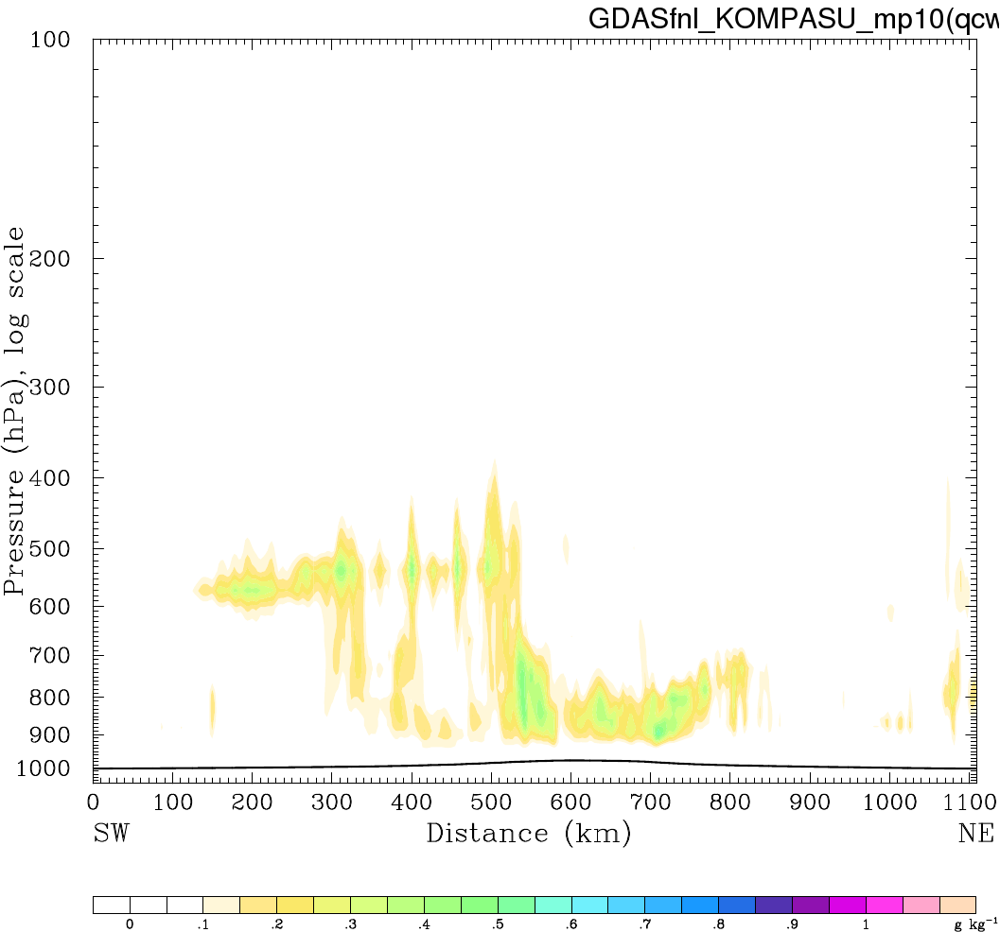 GDASfnl_KOMPASU_mp10(qcw
100
200
300
400
500
600
700
800
900
1000
Pressure (hPa), log scale
0 100 200 300 400 500 600 700 800 900 1000 1100
SW Distance (km) NE
0 .1 .2 .3 .4 .5 .6 .7 .8 .9 1 g kg⁻¹